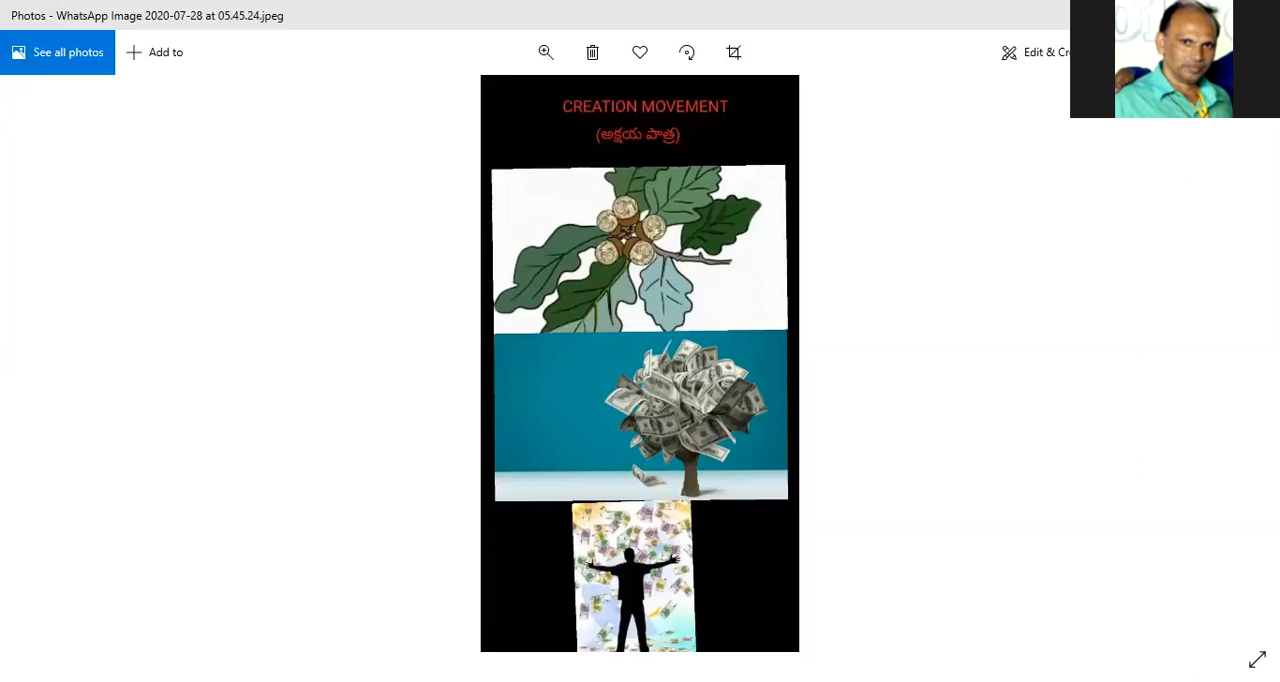 Photos - WhatsApp Image 2020-07-28 at 05.45.24.jpeg
See all photos
Add to
Edit & Cr
CREATION MOVEMENT
(అక్షయ పాత్ర)